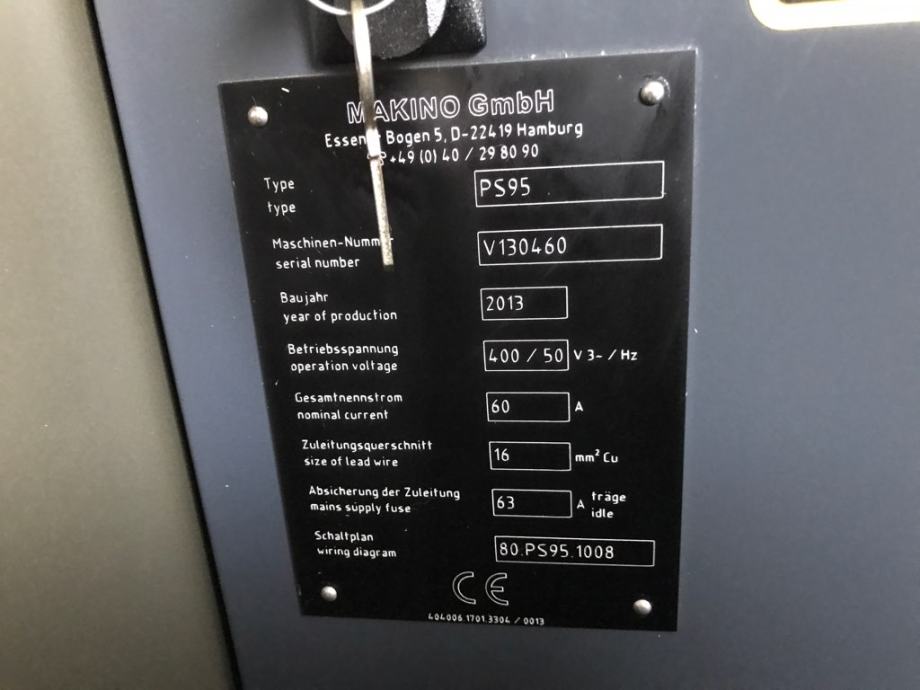 MAKINO GmbH
Bogen 5, D-22419 Hamburg
+49 (0) 40 / 29 80 90
Type
type
PS95
Maschinen-Nummer
serial number
V130460
Baujahr
year of production
2013
Betriebsspannung
operation voltage
400 / 50 V 3~ / Hz
Gesamtnennstrom
nominal current
60 A
Zuleitungsquerschnitt
size of lead wire
16 mm² Cu
Absicherung der Zuleitung
mains supply fuse
63 A träge
idle
Schaltplan
wiring diagram
80.PS95.1008
CE
404006.1701.3304 / 0013